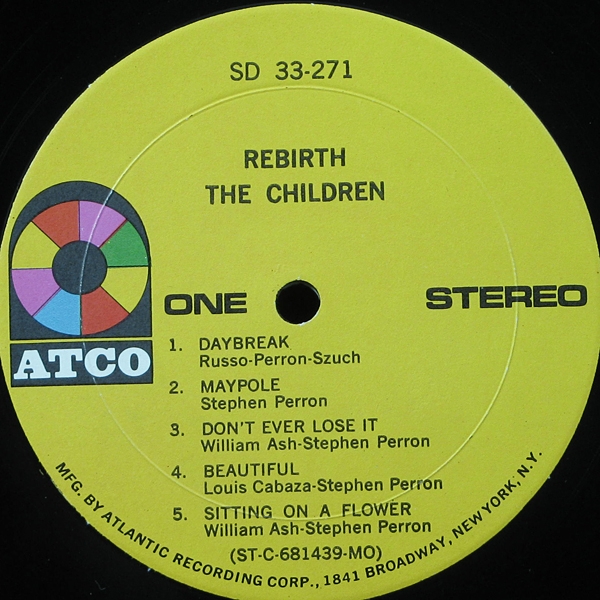 SD 33-271
REBIRTH
THE CHILDREN
ATCO
ONE
STEREO
1. DAYBREAK
Russo-Perron-Szuch
2. MAYPOLE
Stephen Perron
3. DON'T EVER LOSE IT
William Ash-Stephen Perron
4. BEAUTIFUL
Louis Cabaza-Stephen Perron
5. SITTING ON A FLOWER
William Ash-Stephen Perron
(ST-C-681439-MO)
MFG. BY ATLANTIC RECORDING CORP., 1841 BROADWAY, NEW YORK, N.Y.